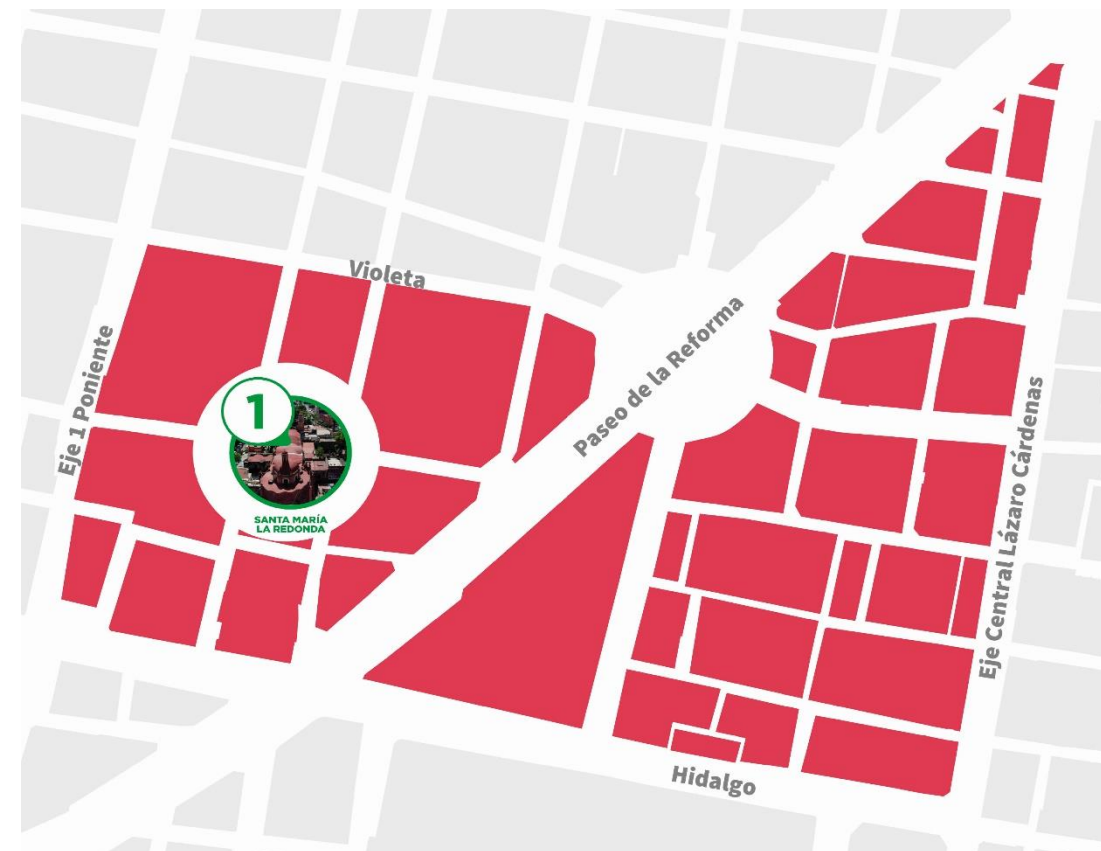 Violeta
Eje 1 Poniente
1
SANTA MARÍA
LA REDONDA
Paseo de la Reforma
Eje Central Lázaro Cárdenas
Hidalgo